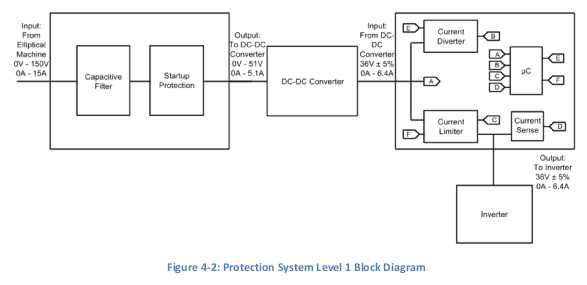 Input:
From
Elliptical
Machine
0V - 150V
0A - 15A
Capacitive
Filter
Startup
Protection
Output:
To DC-DC
Converter
0V - 51V
0A - 5.1A
DC-DC Converter
Input:
From DC-
DC
Converter
36V ± 5%
0A - 6.4A
E
Current
Diverter
B
A
A
B
C
D
µC
E
F
F
Current
Limiter
C
Current
Sense
D
Output:
To Inverter
36V ± 5%
0A - 6.4A
Inverter
Figure 4-2: Protection System Level 1 Block Diagram